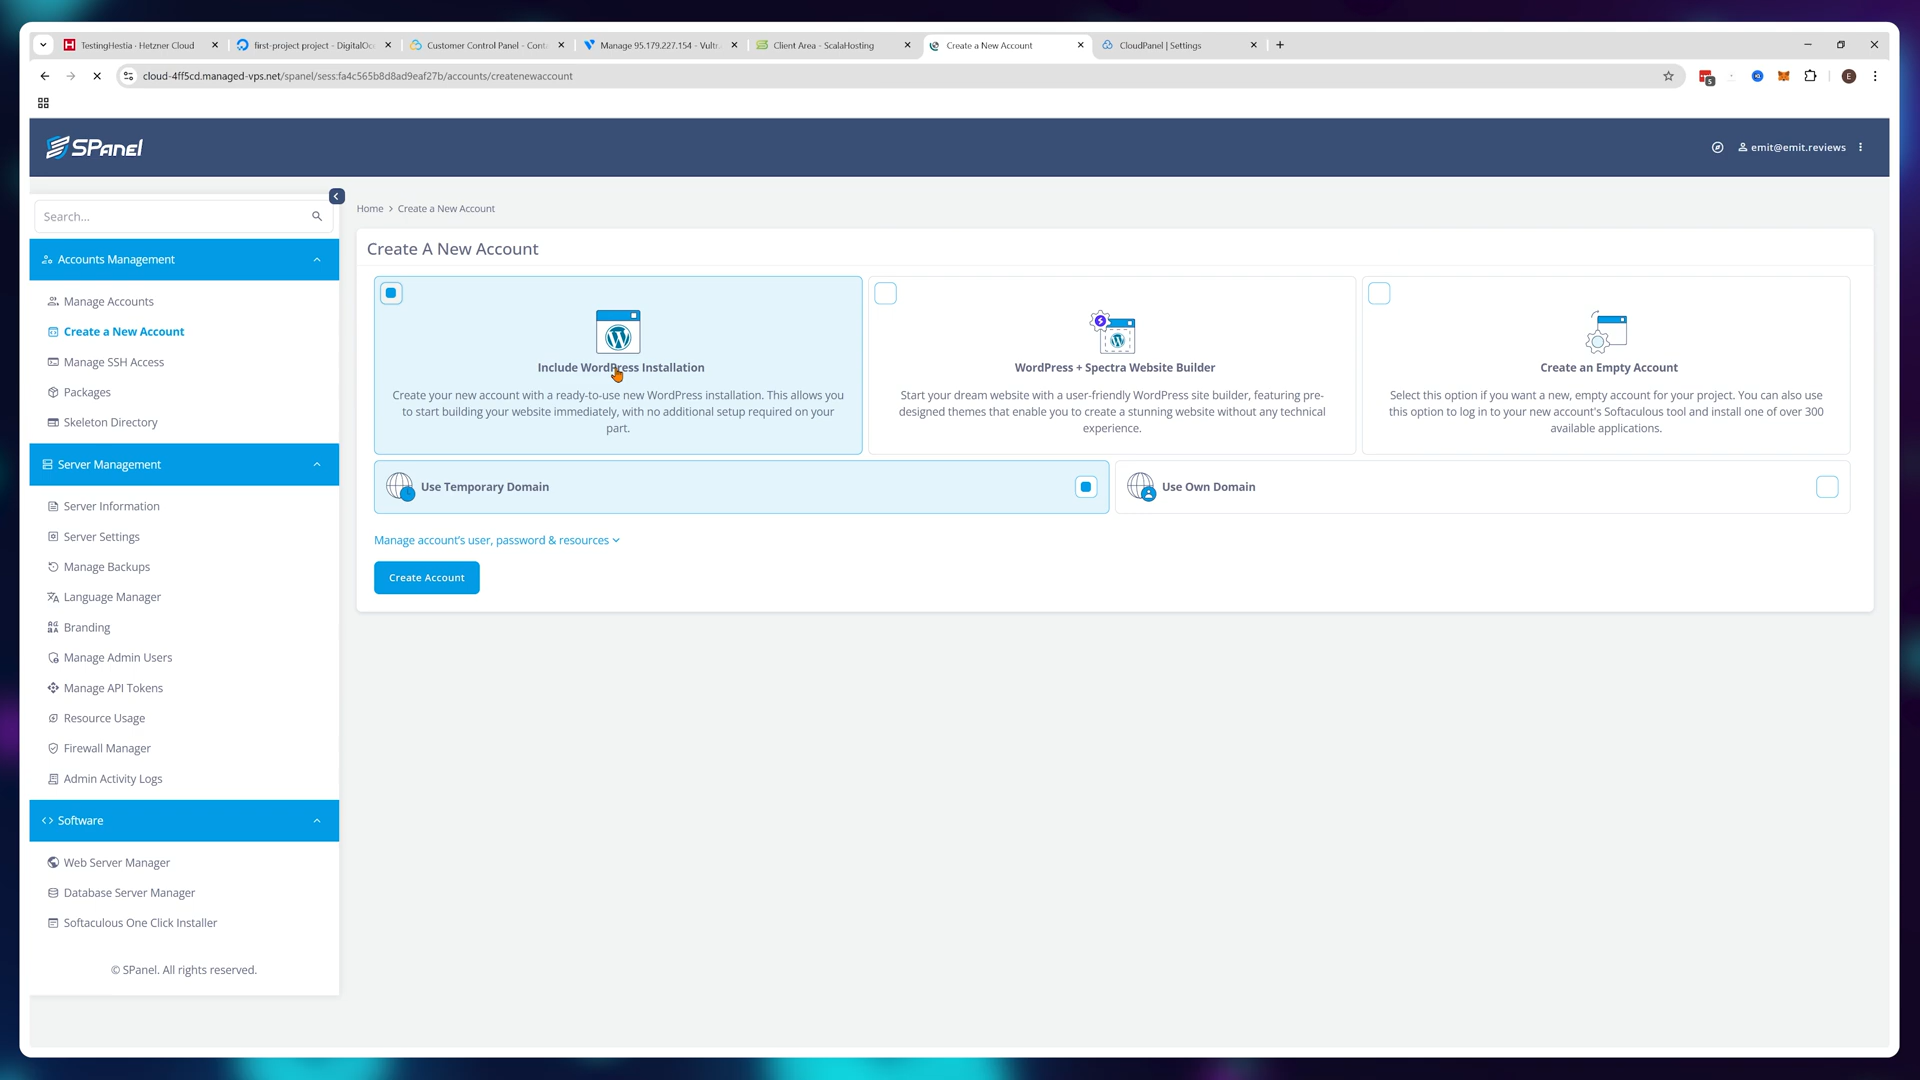 TestingHestia · Hetzner Cloud
first-project project - DigitalOc
Customer Control Panel - Cont
Manage 95.179.227.154 - Vultr.
Client Area - ScalaHosting
Create a New Account
CloudPanel | Settings
cloud-4ff5cd.managed-vps.net/spanel/sess:fa4c565b8d8ad9eaf27b/accounts/createnewaccount
5
E
SPanel
emit@emit.reviews
Search...
Accounts Management
Manage Accounts
Create a New Account
Manage SSH Access
Packages
Skeleton Directory
Server Management
Server Information
Server Settings
Manage Backups
Language Manager
Branding
Manage Admin Users
Manage API Tokens
Resource Usage
Firewall Manager
Admin Activity Logs
Software
Web Server Manager
Database Server Manager
Softaculous One Click Installer
© SPanel. All rights reserved.
Home > Create a New Account
Create A New Account
Include WordPress Installation
Create your new account with a ready-to-use new WordPress installation. This allows you
to start building your website immediately, with no additional setup required on your
part.
WordPress + Spectra Website Builder
Start your dream website with a user-friendly WordPress site builder, featuring pre-
designed themes that enable you to create a stunning website without any technical
experience.
Create an Empty Account
Select this option if you want a new, empty account for your project. You can also use
this option to log in to your new account's Softaculous tool and install one of over 300
available applications.
Use Temporary Domain
Use Own Domain
Manage account's user, password & resources
Create Account